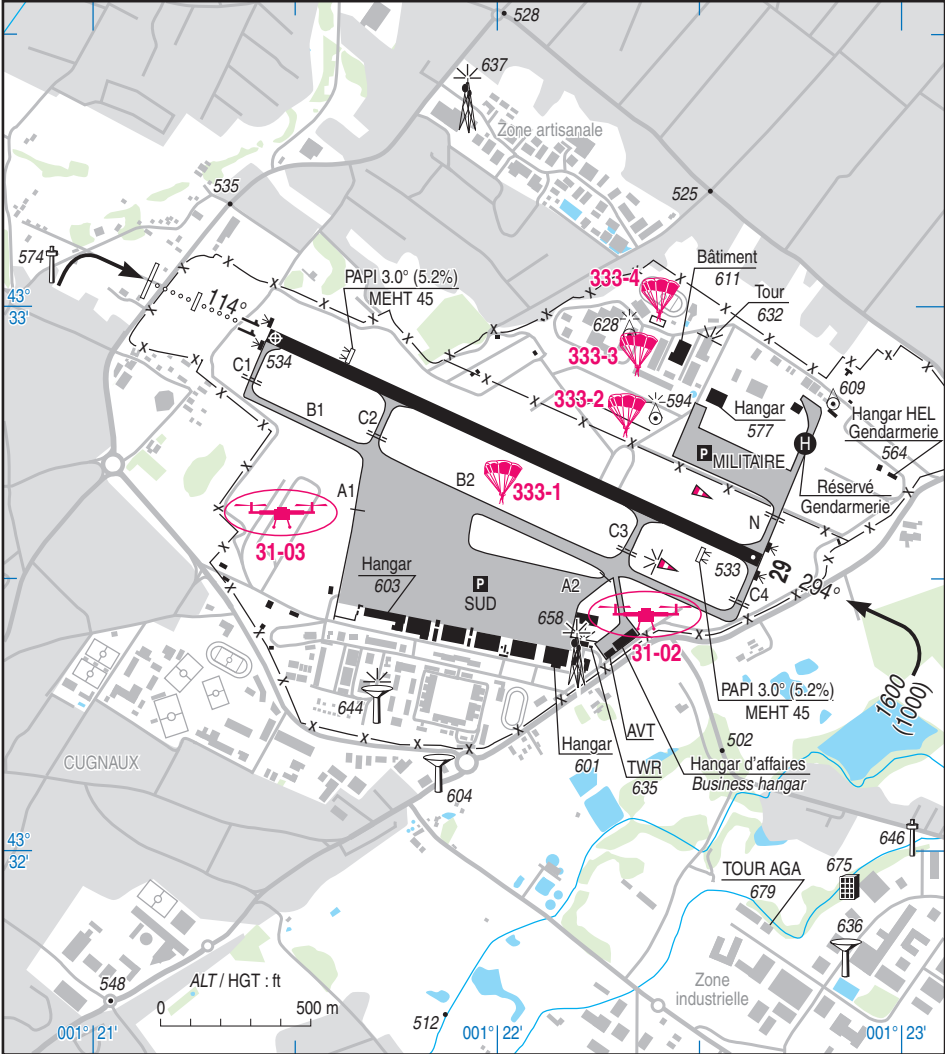 528
637
Zone artisanale
535
525
574
PAPI 3.0° (5.2%)
MEHT 45
333-4
Bâtiment
611
Tour
632
43°
33'
114°
628
333-3
534
C1
333-2
594
609
Hangar
577
Hangar HEL
Gendarmerie
564
B1
C2
H
P
MILITAIRE
B2
333-1
Réservé
Gendarmerie
A1
31-03
N
C3
533
29
294°
Hangar
603
P
SUD
A2
C4
658
31-02
1600
(1000)
PAPI 3.0° (5.2%)
MEHT 45
644
CUGNAUX
Hangar
601
AVT
TWR
635
502
Hangar d'affaires
Business hangar
604
43°
32'
646
TOUR AGA
679
675
636
548
ALT / HGT : ft
0
500 m
Zone
industrielle
512
001° 21'
001° 22'
001° 23'